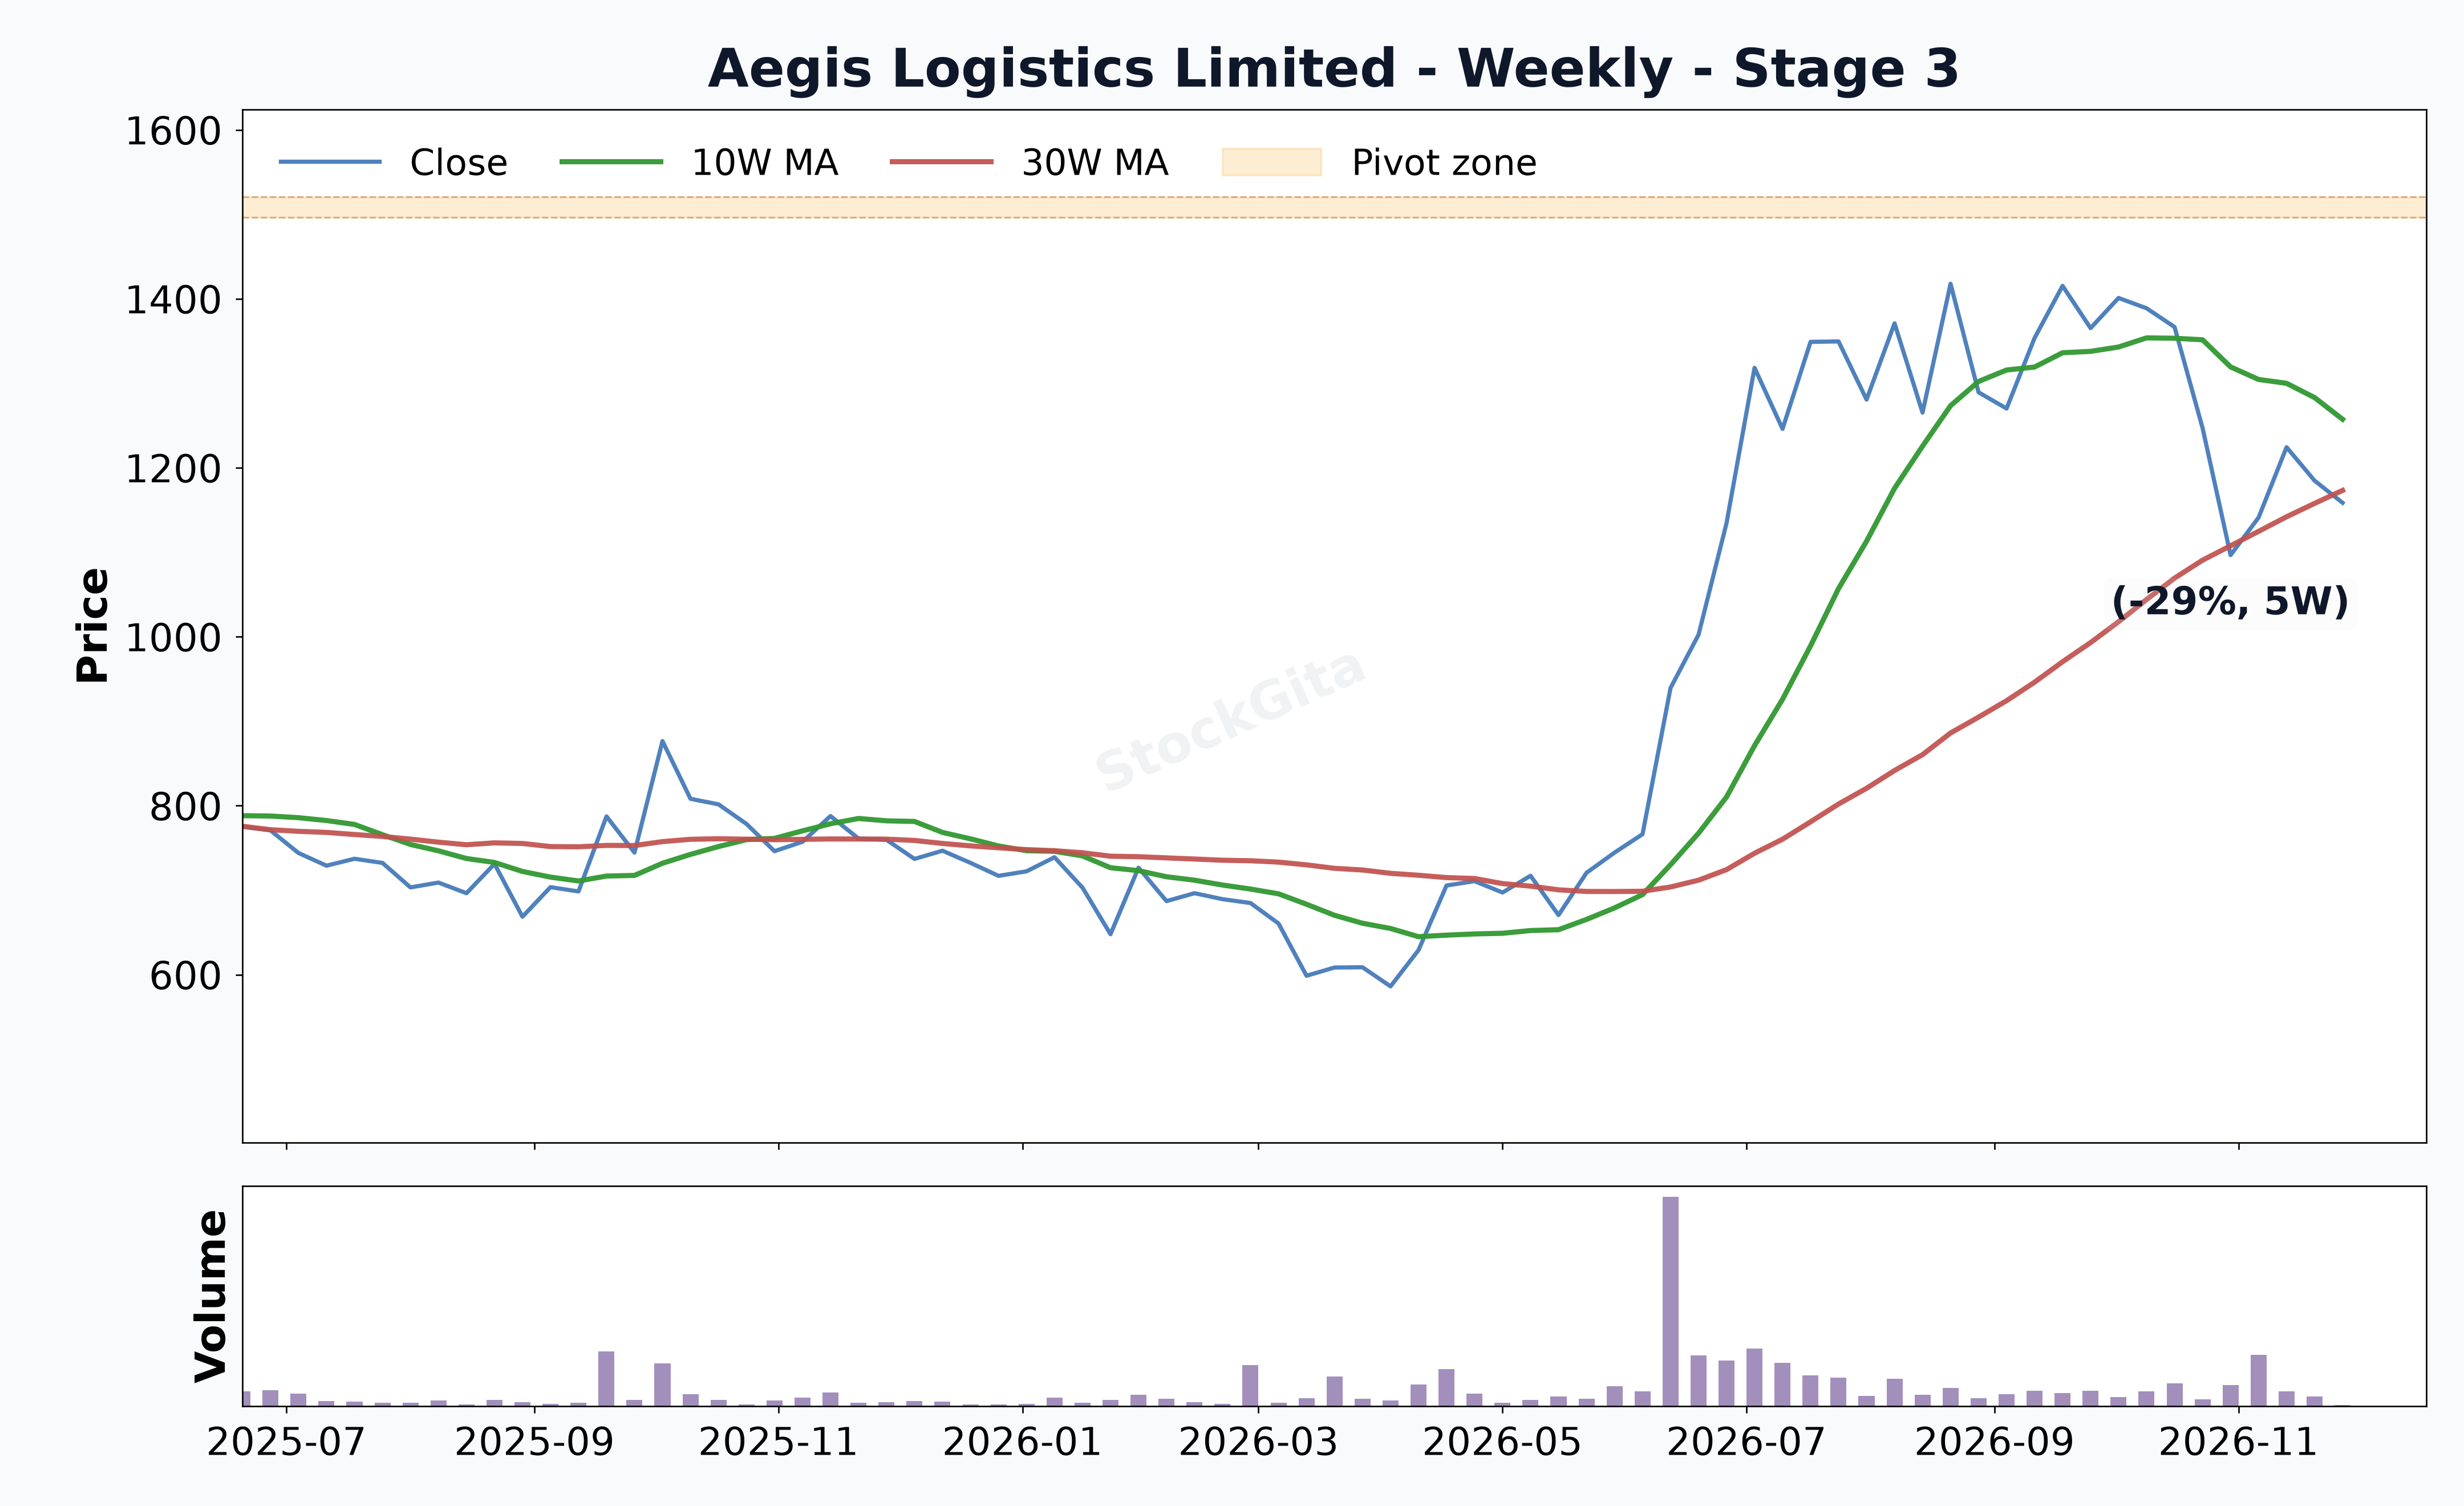 Aegis Logistics Limited - Weekly - Stage 3
Close 10W MA 30W MA Pivot zone
1600
1400
1200
1000
800
600
Price
(-29%, 5W)
StockGita
Volume
2025-07 2025-09 2025-11 2026-01 2026-03 2026-05 2026-07 2026-09 2026-11